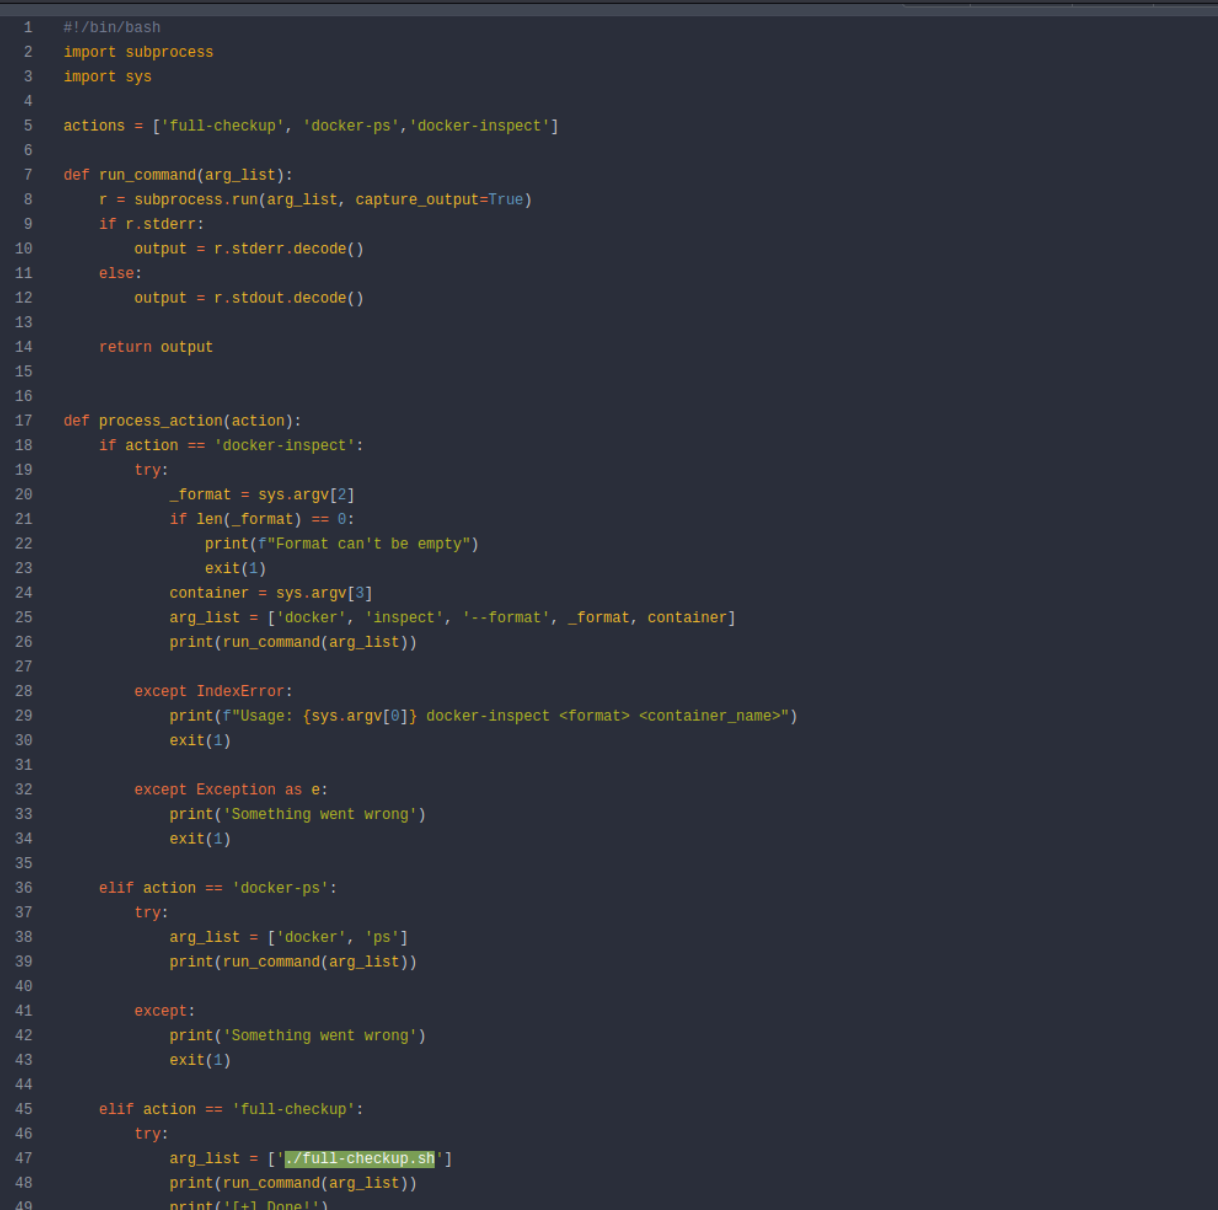 1 #!/bin/bash
2 import subprocess
3 import sys
4
5 actions = ['full-checkup', 'docker-ps','docker-inspect']
6
7 def run_command(arg_list):
8     r = subprocess.run(arg_list, capture_output=True)
9     if r.stderr:
10         output = r.stderr.decode()
11     else:
12         output = r.stdout.decode()
13
14     return output
15
16
17 def process_action(action):
18     if action == 'docker-inspect':
19         try:
20             _format = sys.argv[2]
21             if len(_format) == 0:
22                 print(f"Format can't be empty")
23                 exit(1)
24             container = sys.argv[3]
25             arg_list = ['docker', 'inspect', '--format', _format, container]
26             print(run_command(arg_list))
27
28         except IndexError:
29             print(f"Usage: {sys.argv[0]} docker-inspect <format> <container_name>")
30             exit(1)
31
32         except Exception as e:
33             print('Something went wrong')
34             exit(1)
35
36     elif action == 'docker-ps':
37         try:
38             arg_list = ['docker', 'ps']
39             print(run_command(arg_list))
40
41         except:
42             print('Something went wrong')
43             exit(1)
44
45     elif action == 'full-checkup':
46         try:
47             arg_list = ['./full-checkup.sh']
48             print(run_command(arg_list))
49             print('[+] Done!')